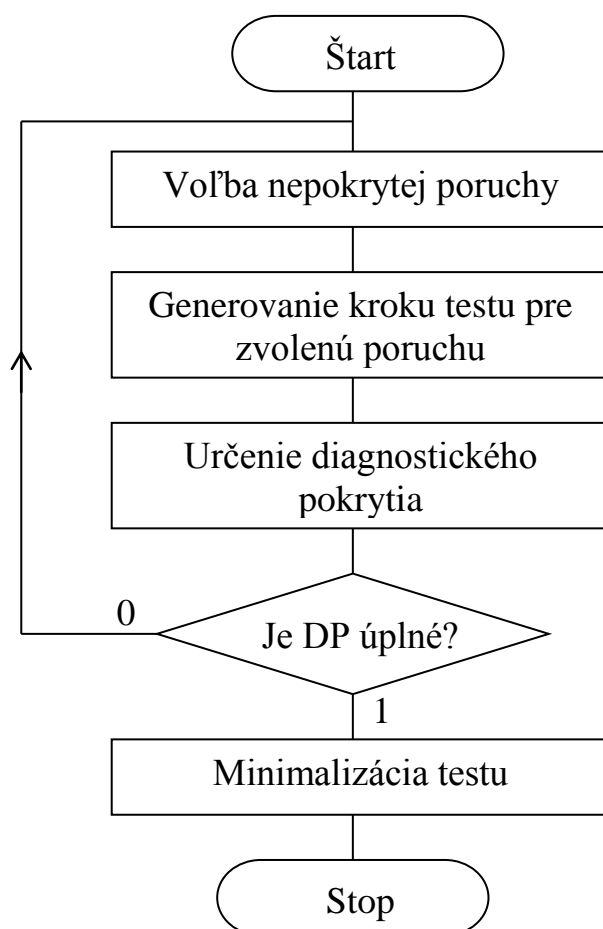 Štart
Voľba nepokrytej poruchy
Generovanie kroku testu pre
zvolenú poruchu
Určenie diagnostického
pokrytia
0
Je DP úplné?
1
Minimalizácia testu
Stop